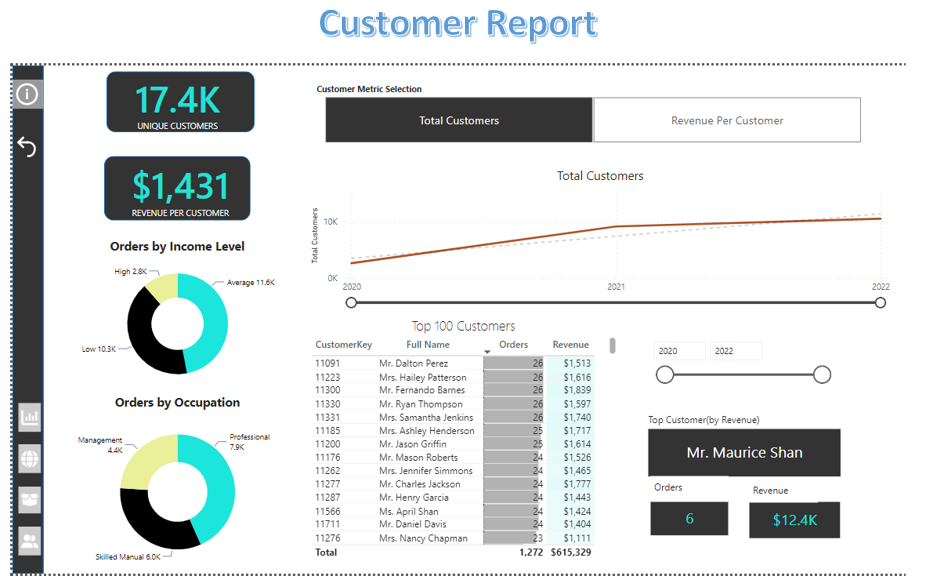 Customer Report
17.4K
UNIQUE CUSTOMERS
$1,431
REVENUE PER CUSTOMER
Orders by Income Level
High 2.8K
Average 11.6K
Low 10.3K
Orders by Occupation
Management
4.4K
Professional
7.9K
Skilled Manual 6.0K
Customer Metric Selection
Total Customers
Revenue Per Customer
Total Customers
Total Customers
10K
0K
2020 2021 2022
Top 100 Customers
CustomerKey Full Name Orders Revenue
11091 Mr. Dalton Perez 26 $1,513
11223 Mrs. Hailey Patterson 26 $1,616
11300 Mr. Fernando Barnes 26 $1,839
11330 Mr. Ryan Thompson 26 $1,597
11331 Mrs. Samantha Jenkins 26 $1,740
11185 Mrs. Ashley Henderson 25 $1,717
11200 Mr. Jason Griffin 25 $1,614
11176 Mr. Mason Roberts 24 $1,526
11262 Mrs. Jennifer Simmons 24 $1,465
11277 Mr. Charles Jackson 24 $1,777
11287 Mr. Henry Garcia 24 $1,443
11566 Ms. April Shan 24 $1,424
11711 Mr. Daniel Davis 24 $1,404
11276 Mrs. Nancy Chapman 23 $1,111
Total 1,272 $615,329
2020 2022
Top Customer(by Revenue)
Mr. Maurice Shan
Orders
6
Revenue
$12.4K